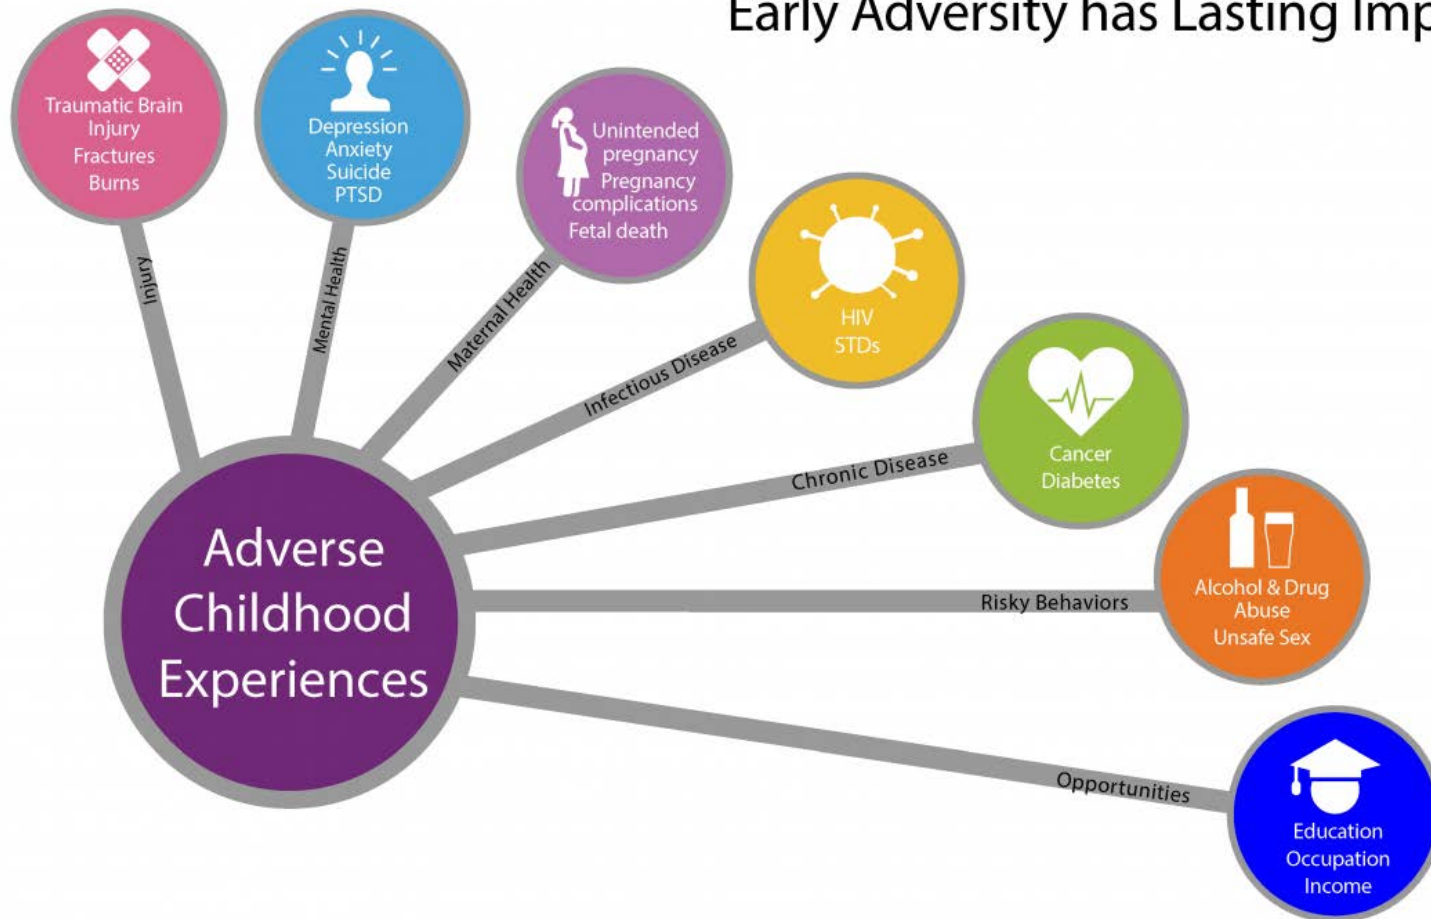 Early Adversity has Lasting Imp
Traumatic Brain
Injury
Fractures
Burns
Depression
Anxiety
Suicide
PTSD
Unintended
pregnancy
Pregnancy
complications
Fetal death
HIV
STDs
Cancer
Diabetes
Alcohol & Drug
Abuse
Unsafe Sex
Education
Occupation
Income
Injury
Mental Health
Maternal Health
Infectious Disease
Chronic Disease
Risky Behaviors
Opportunities
Adverse
Childhood
Experiences